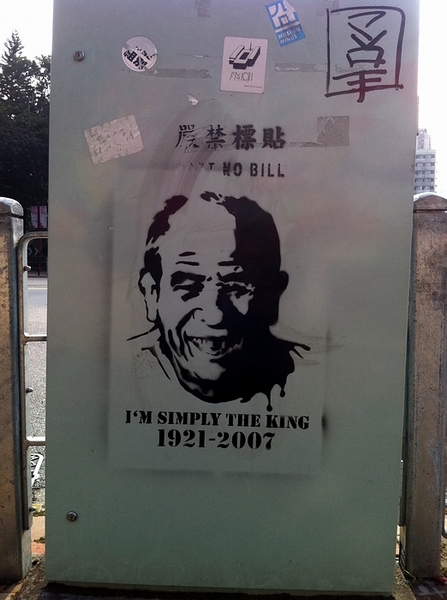 嚴禁標貼
NO BILL
I'M SIMPLY THE KING
1921-2007